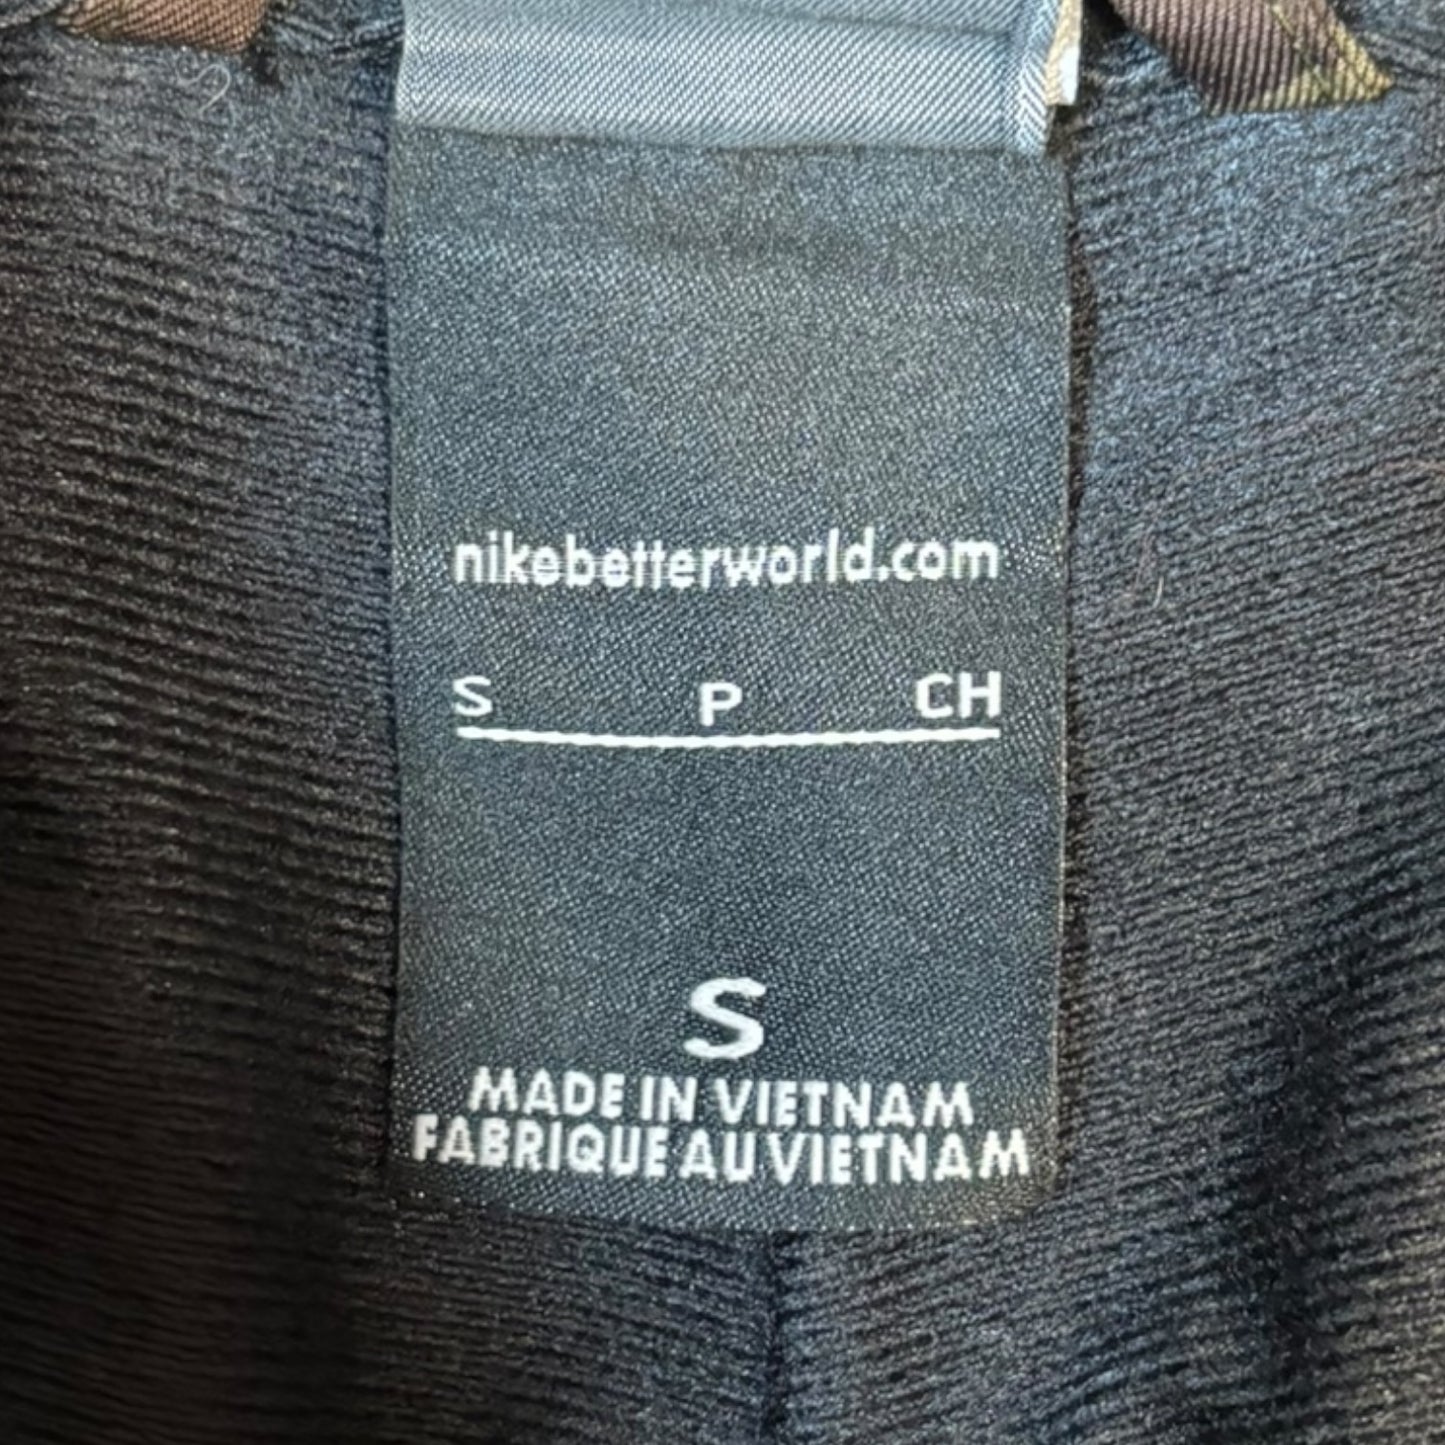 nikebetterworld.com
S P CH
S
MADE IN VIETNAM
FABRIQUE AU VIETNAM